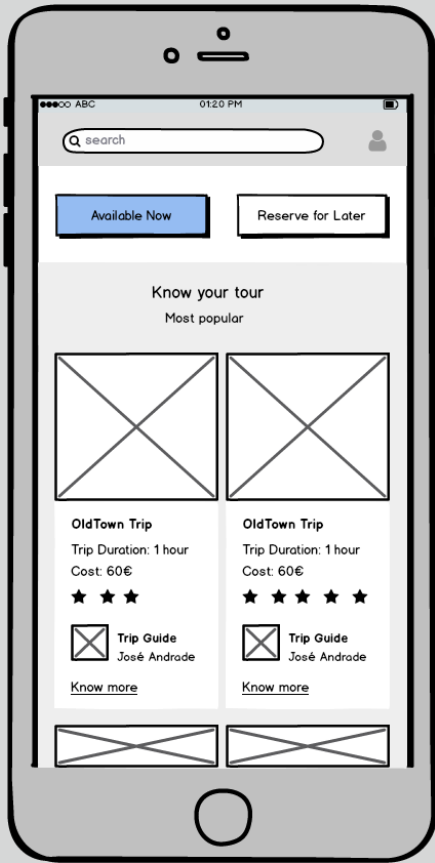 ABC 01:20 PM
search
Available Now Reserve for Later
Know your tour
Most popular
OldTown Trip
Trip Duration: 1 hour
Cost: 60€
Trip Guide
José Andrade
Know more
OldTown Trip
Trip Duration: 1 hour
Cost: 60€
Trip Guide
José Andrade
Know more